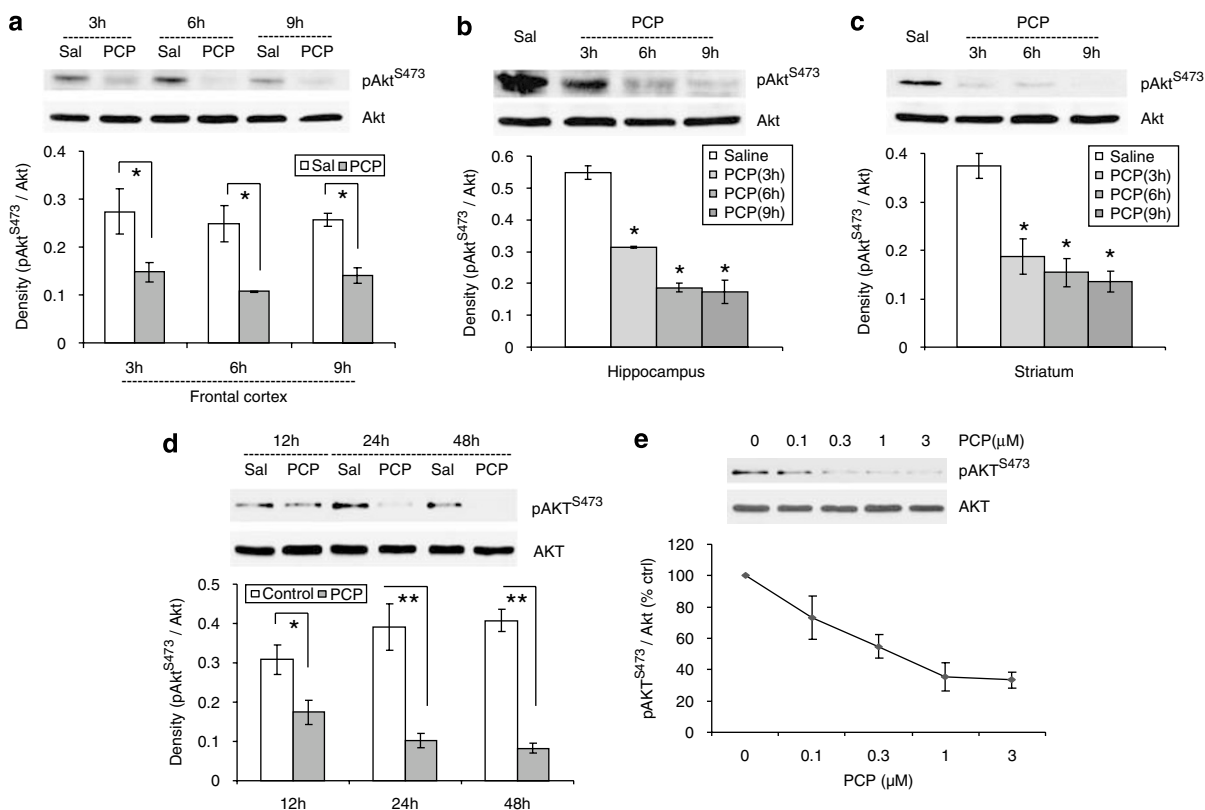 a
3h 6h 9h
Sal PCP Sal PCP Sal PCP
pAkt^S473
Akt
Density (pAkt^S473 / Akt)
0.4
0.3
0.2
0.1
0
Sal PCP
* * *
3h 6h 9h
Frontal cortex
b
Sal PCP
3h 6h 9h
pAkt^S473
Akt
Density (pAkt^S473 / Akt)
0.6
0.5
0.4
0.3
0.2
0.1
0
Saline
PCP(3h)
PCP(6h)
PCP(9h)
* * *
Hippocampus
c
Sal PCP
3h 6h 9h
pAkt^S473
Akt
Density (pAkt^S473 / Akt)
0.4
0.3
0.2
0.1
0
Saline
PCP(3h)
PCP(6h)
PCP(9h)
* * *
Striatum
d
12h 24h 48h
Sal PCP Sal PCP Sal PCP
pAKT^S473
AKT
Density (pAkt^S473 / Akt)
0.5
0.4
0.3
0.2
0.1
0
Control PCP
* ** **
12h 24h 48h
e
0 0.1 0.3 1 3 PCP(μM)
pAKT^S473
AKT
pAKT^S473 / Akt (% ctrl)
120
100
80
60
40
20
0
0 0.1 0.3 1 3
PCP (μM)